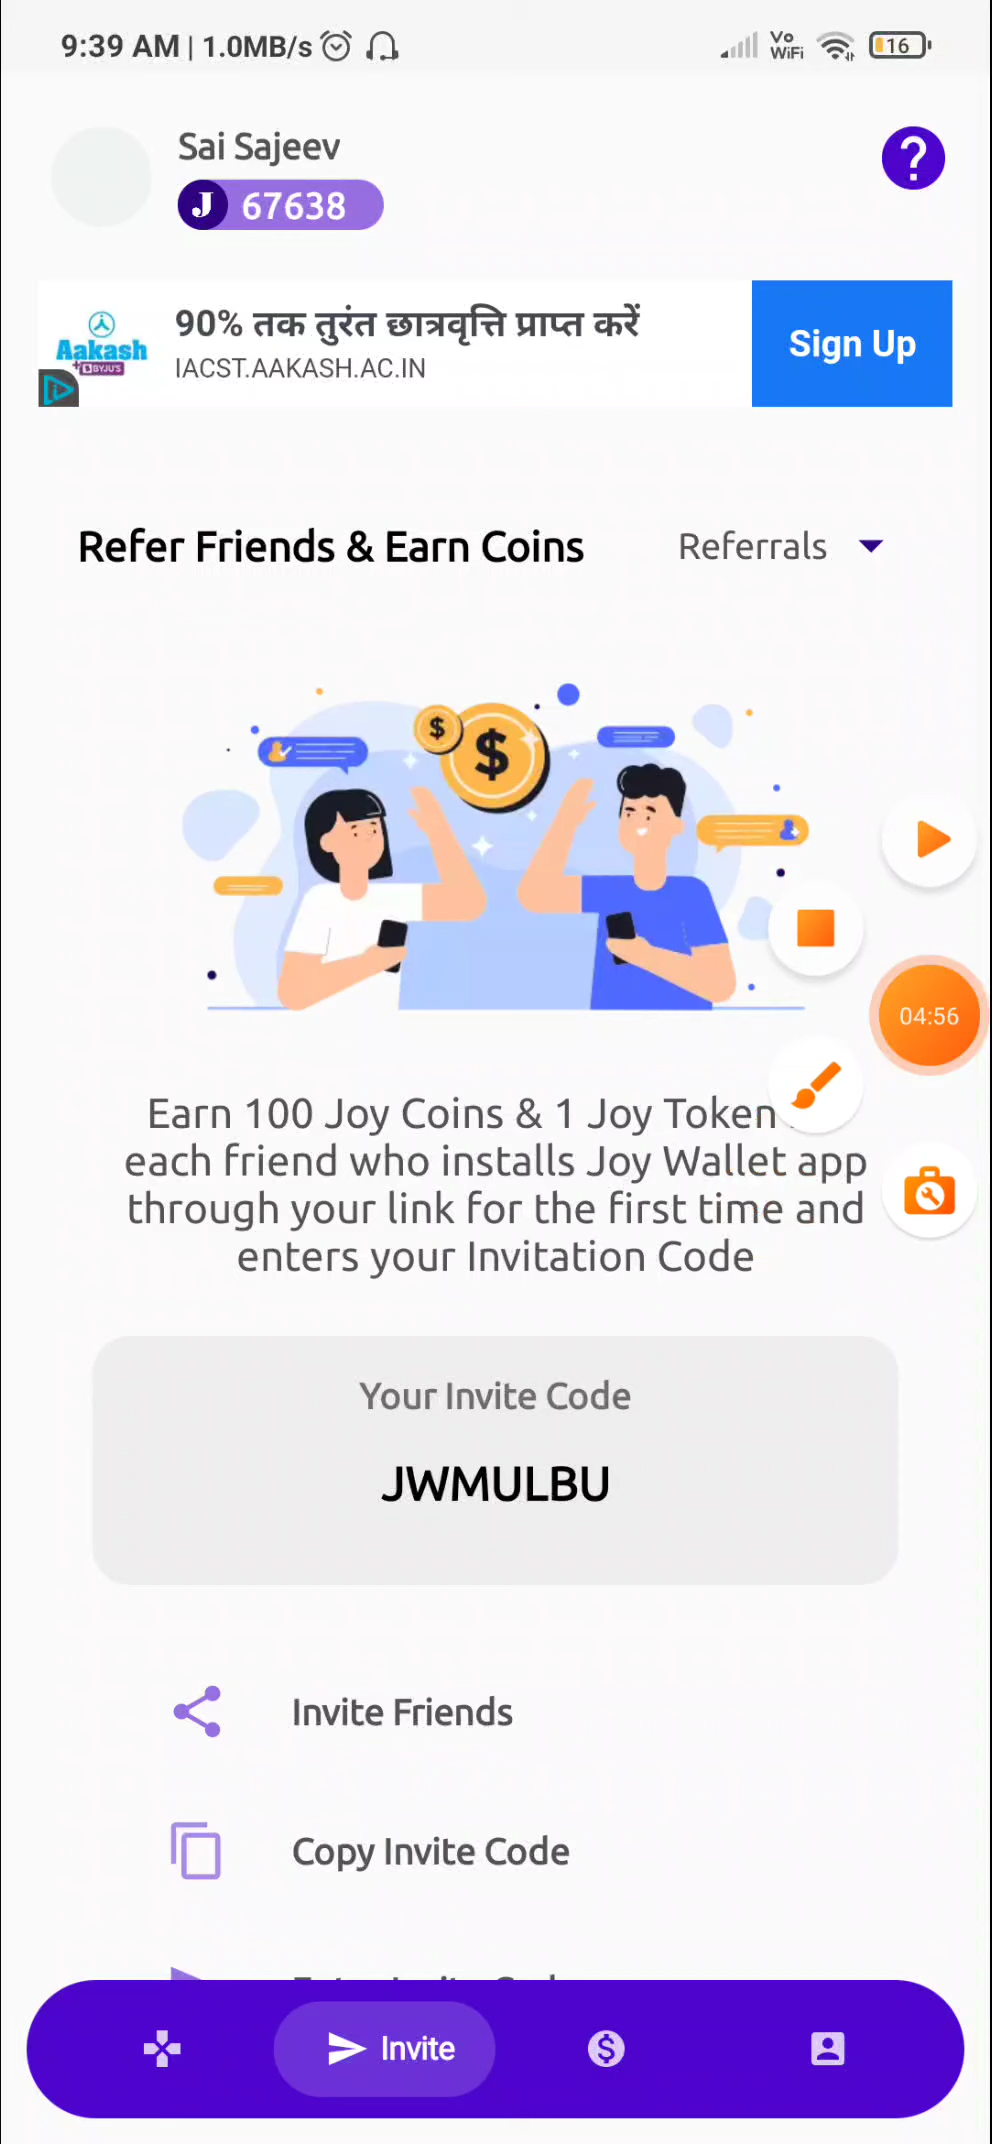 9:39 AM | 1.0MB/s
Vo
WiFi
16
Sai Sajeev
J 67638
?
90% तक तुरंत छात्रवृत्ति प्राप्त करें
Aakash
BYJU'S
IACST.AAKASH.AC.IN
Sign Up
Refer Friends & Earn Coins
Referrals
$
$
04:56
Earn 100 Joy Coins & 1 Joy Token
each friend who installs Joy Wallet app
through your link for the first time and
enters your Invitation Code
Your Invite Code
JWMULBU
Invite Friends
Copy Invite Code
Invite